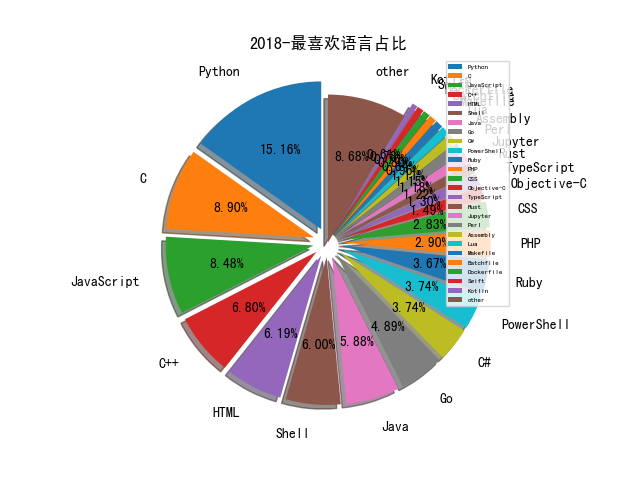 2018-最喜欢语言占比
Python
C
JavaScript
C++
HTML
Shell
Java
Go
C#
PowerShell
Ruby
PHP
CSS
Objective-C
TypeScript
Rust
Jupyter
Perl
Assembly
other
15.16%
8.90%
8.48%
6.80%
6.19%
6.00%
5.88%
4.89%
3.74%
3.74%
3.67%
2.90%
2.83%
1.49%
1.30%
8.68%
Python
C
JavaScript
C++
HTML
Shell
Java
Go
C#
PowerShell
Ruby
PHP
CSS
Objective-C
TypeScript
Rust
Jupyter
Perl
Assembly
Lua
Makefile
Batchfile
Dockerfile
Swift
Kotlin
other